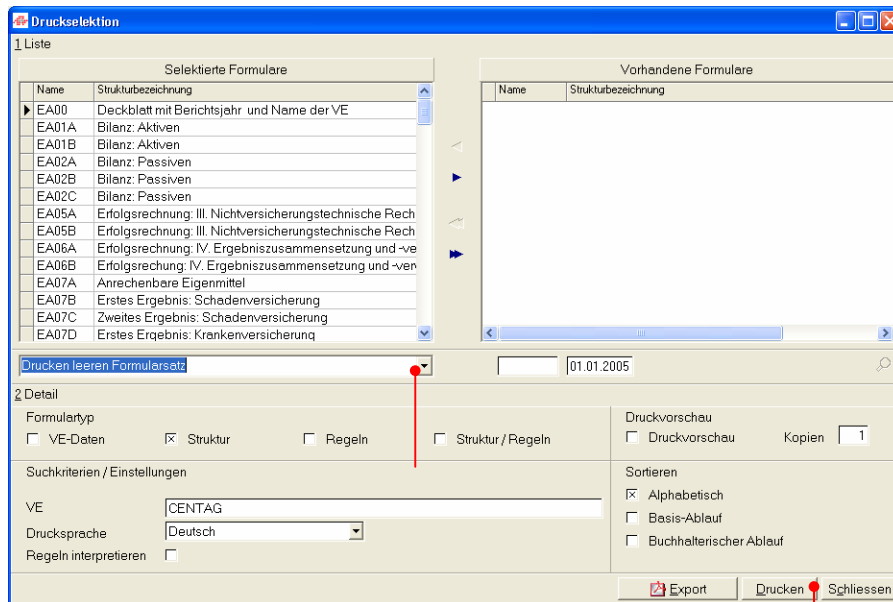 Druckselektion
1 Liste
Selektierte Formulare
Name Strukturbezeichnung
EA00 Deckblatt mit Berichtsjahr und Name der VE
EA01A Bilanz: Aktiven
EA01B Bilanz: Aktiven
EA02A Bilanz: Passiven
EA02B Bilanz: Passiven
EA02C Bilanz: Passiven
EA05A Erfolgsrechnung: III. Nichtversicherungstechnische Rech
EA05B Erfolgsrechnung: III. Nichtversicherungstechnische Rech
EA06A Erfolgsrechnung: IV. Ergebniszusammensetzung und -ve
EA06B Erfolgsrechung: IV. Ergebniszusammensetzung und -ver
EA07A Anrechenbare Eigenmittel
EA07B Erstes Ergebnis: Schadenversicherung
EA07C Zweites Ergebnis: Schadenversicherung
EA07D Erstes Ergebnis: Krankenversicherung
Vorhandene Formulare
Name Strukturbezeichnung
Drucken leeren Formularsatz
01.01.2005
2 Detail
Formulartyp
VE-Daten Struktur Regeln Struktur / Regeln
Druckvorschau
Druckvorschau Kopien 1
Suchkriterien / Einstellungen
VE CENTAG
Drucksprache Deutsch
Regeln interpretieren
Sortieren
Alphabetisch
Basis-Ablauf
Buchhalterischer Ablauf
Export Drucken Schliessen